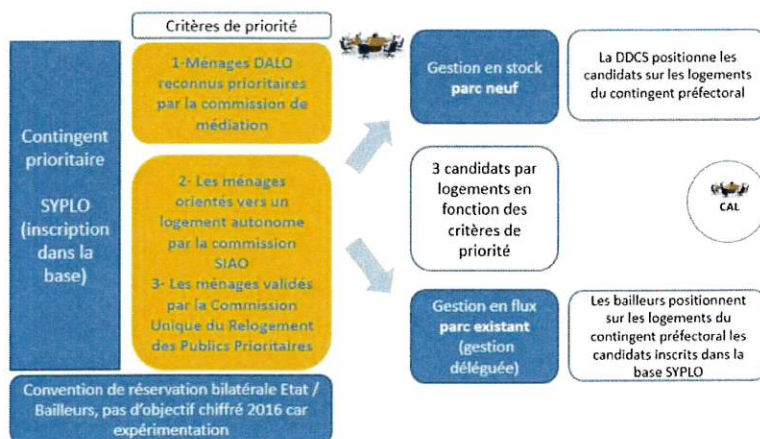 Critères de priorité
Contingent
prioritaire
SYPLO
(inscription
dans la
base)
1-Ménages DALO
reconnus prioritaires
par la commission de
médiation
2- Les ménages
orientés vers un
logement autonome
par la commission
SIAO
3- Les ménages validés
par la Commission
Unique du Relogement
des Publics Prioritaires
Convention de réservation bilatérale Etat /
Bailleurs, pas d'objectif chiffré 2016 car
expérimentation
Gestion en stock
parc neuf
La DDCS positionne les
candidats sur les logements
du contingent préfectoral
3 candidats par
logements en
fonction des
critères de
priorité
CAL
Gestion en flux
parc existant
(gestion
déléguée)
Les bailleurs positionnent
sur les logements du
contingent préfectoral les
candidats inscrits dans la
base SYPLO